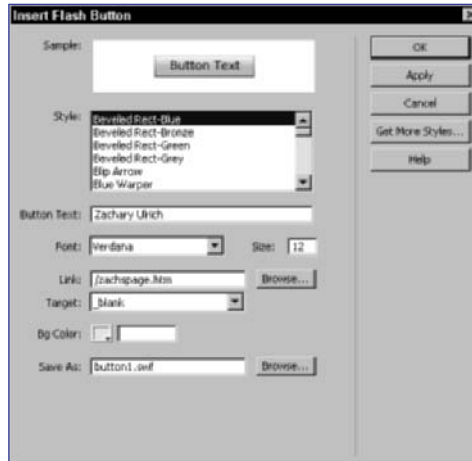 Insert Flash Button
Sample:
Button Text
Style:
Beveled Rect-Blue
Beveled Rect-Bronze
Beveled Rect-Green
Beveled Rect-Grey
Blip Arrow
Blue Warper
Button Text: Zachary Ulrich
Font: Verdana Size: 12
Link: /zachspage.htm Browse...
Target: _blank
Bg Color:
Save As: button1.swf Browse...
OK
Apply
Cancel
Get More Styles...
Help